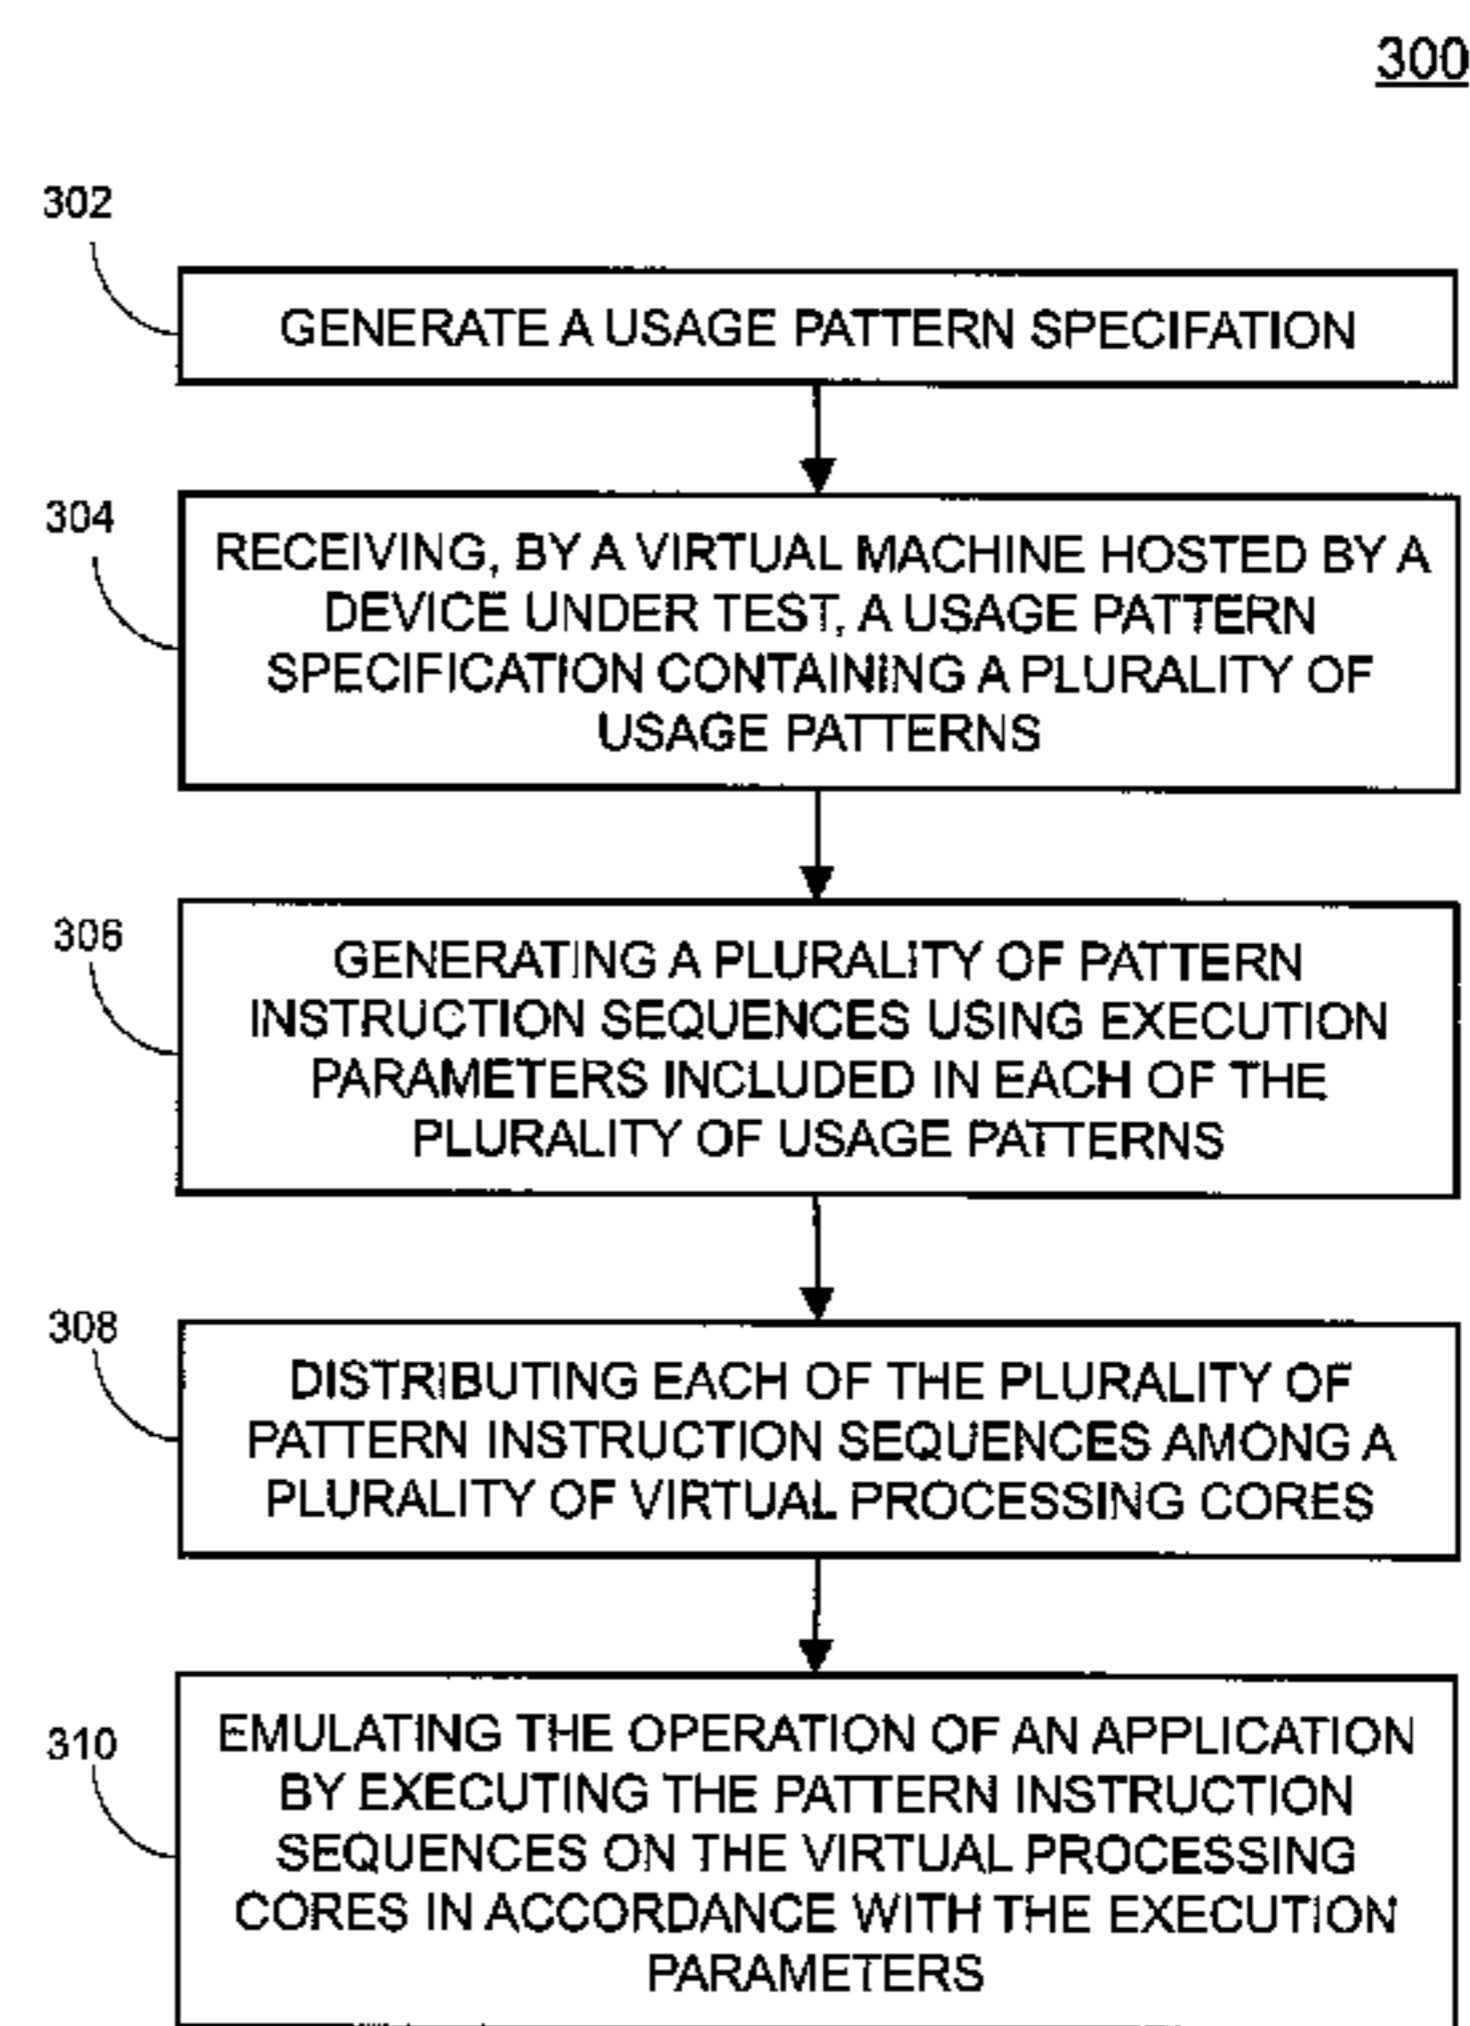 300
302
GENERATE A USAGE PATTERN SPECIFATION
304
RECEIVING, BY A VIRTUAL MACHINE HOSTED BY A
DEVICE UNDER TEST, A USAGE PATTERN
SPECIFICATION CONTAINING A PLURALITY OF
USAGE PATTERNS
306
GENERATING A PLURALITY OF PATTERN
INSTRUCTION SEQUENCES USING EXECUTION
PARAMETERS INCLUDED IN EACH OF THE
PLURALITY OF USAGE PATTERNS
308
DISTRIBUTING EACH OF THE PLURALITY OF
PATTERN INSTRUCTION SEQUENCES AMONG A
PLURALITY OF VIRTUAL PROCESSING CORES
310
EMULATING THE OPERATION OF AN APPLICATION
BY EXECUTING THE PATTERN INSTRUCTION
SEQUENCES ON THE VIRTUAL PROCESSING
CORES IN ACCORDANCE WITH THE EXECUTION
PARAMETERS